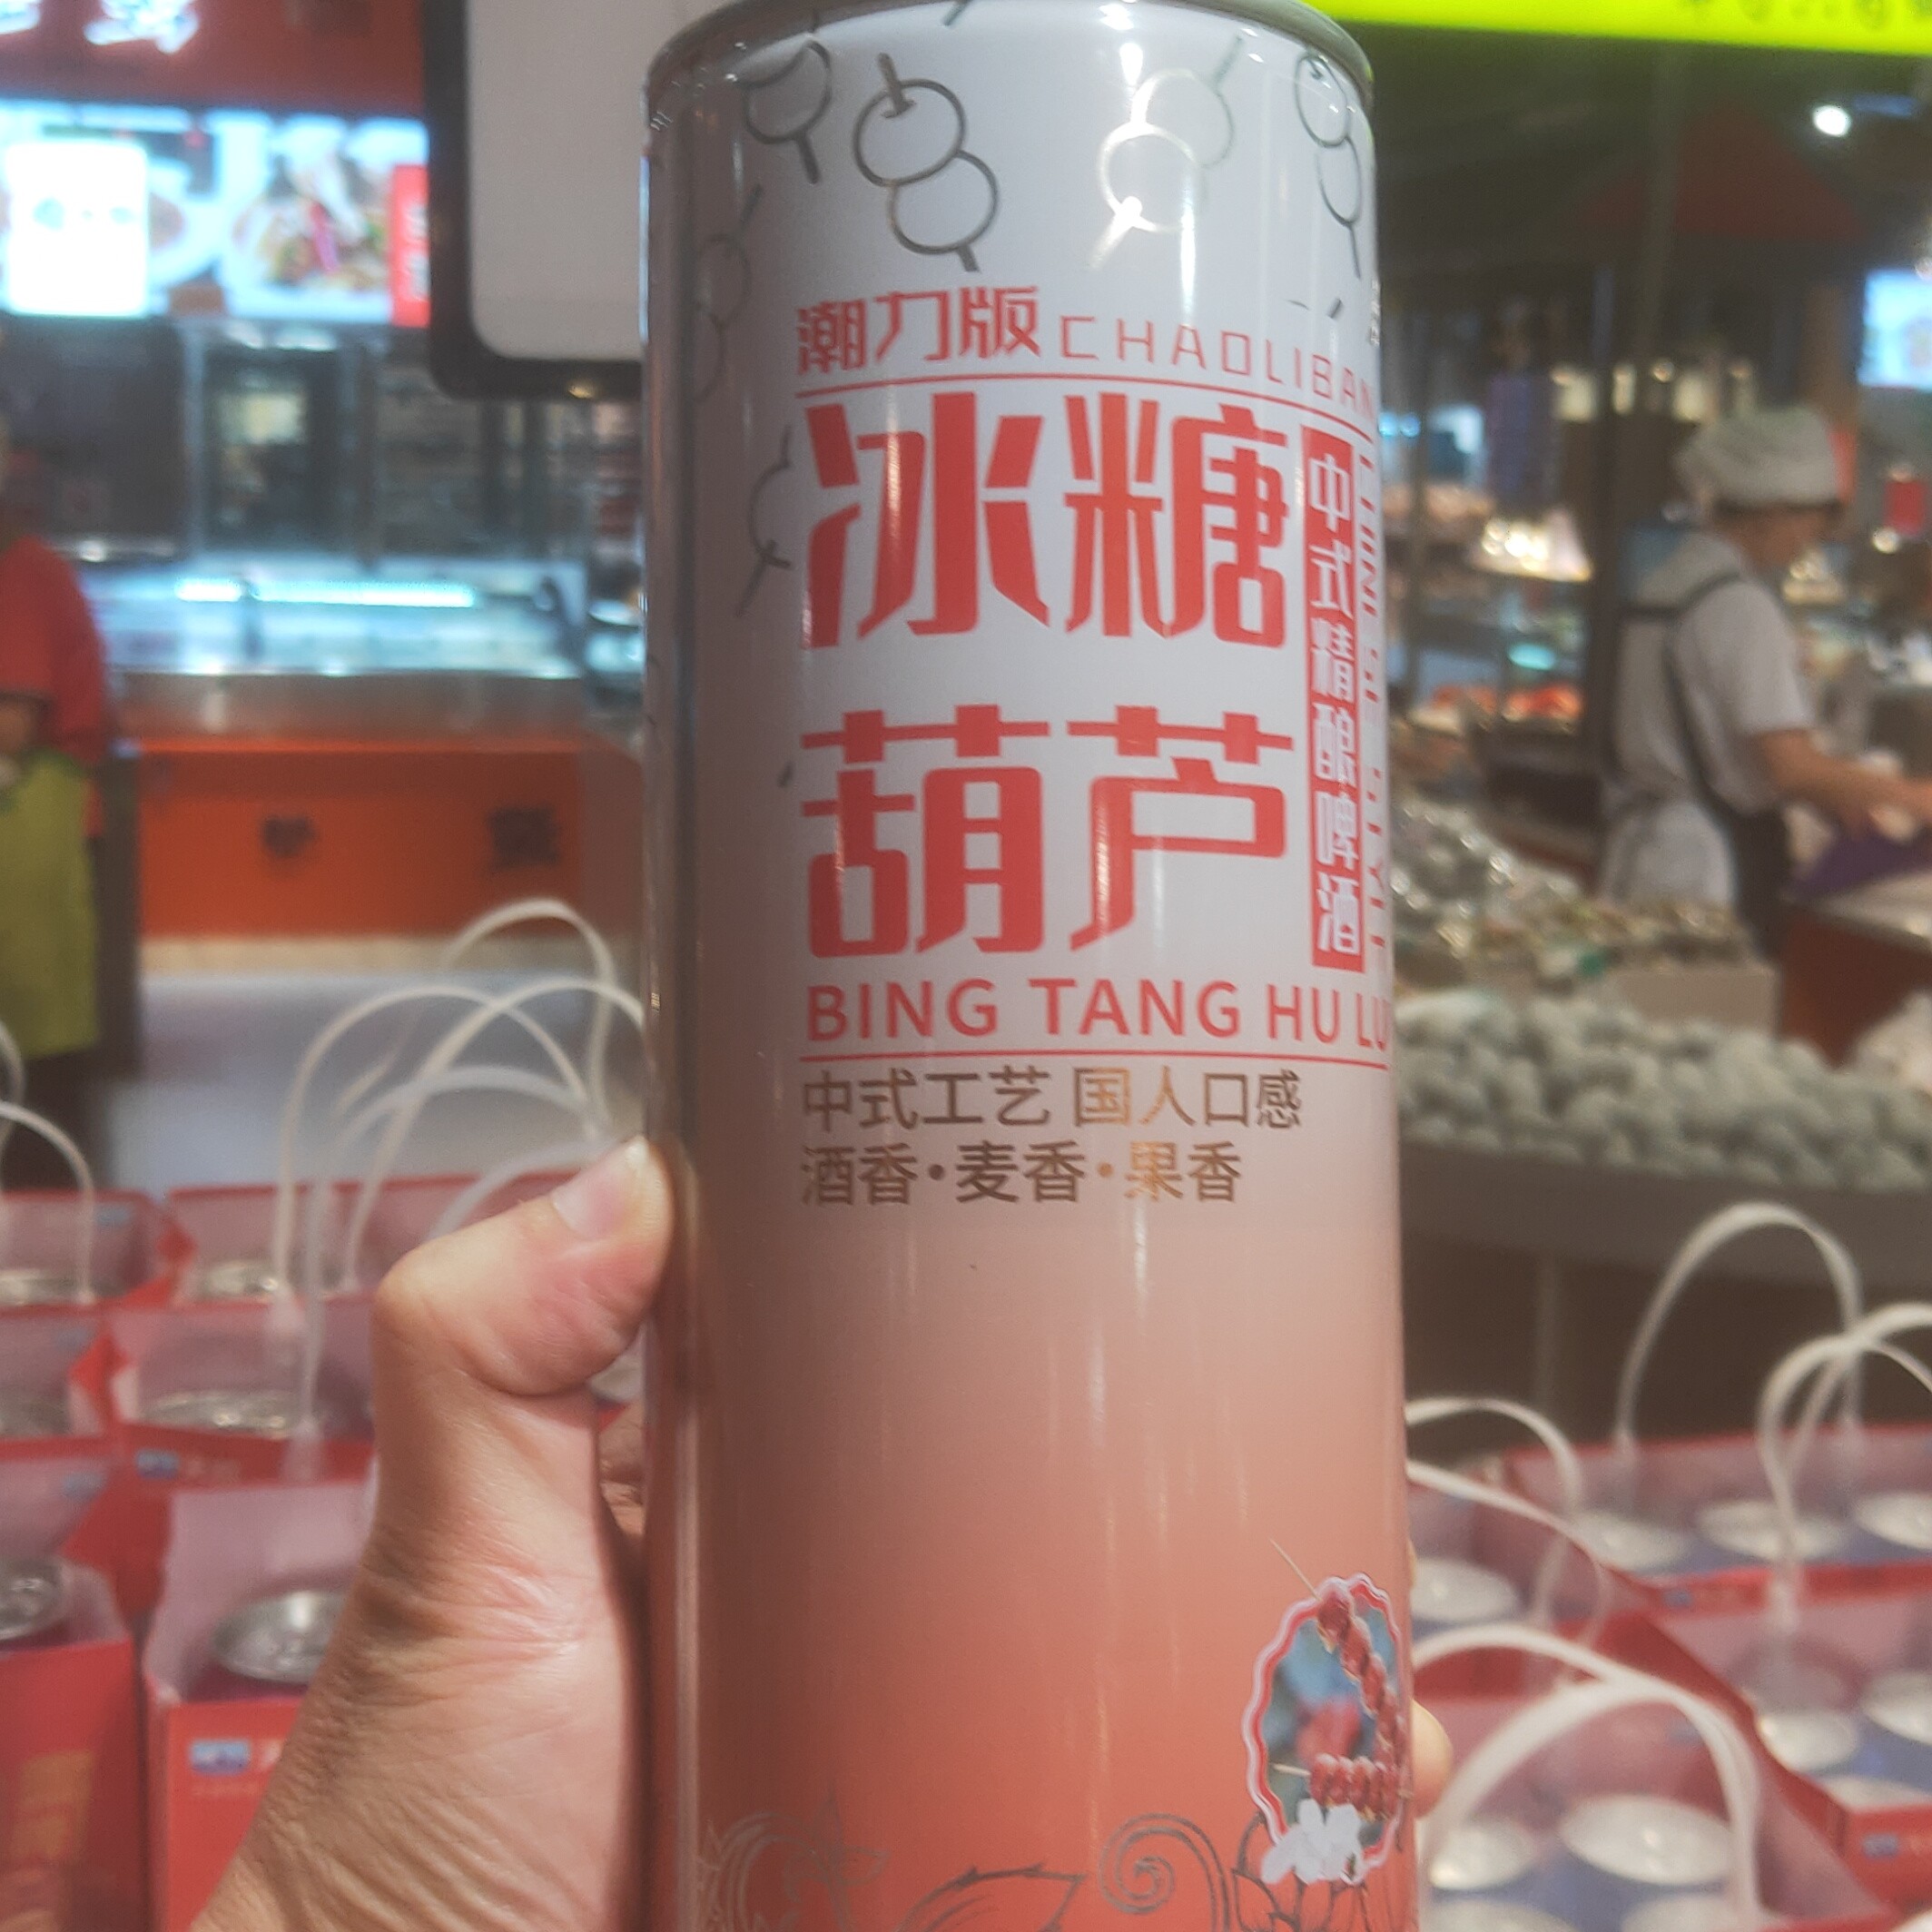 潮力版 CHAOLIBAN
冰糖
葫芦
中式精酿啤酒
BING TANG HU LU
中式工艺 国人口感
酒香·麦香·果香